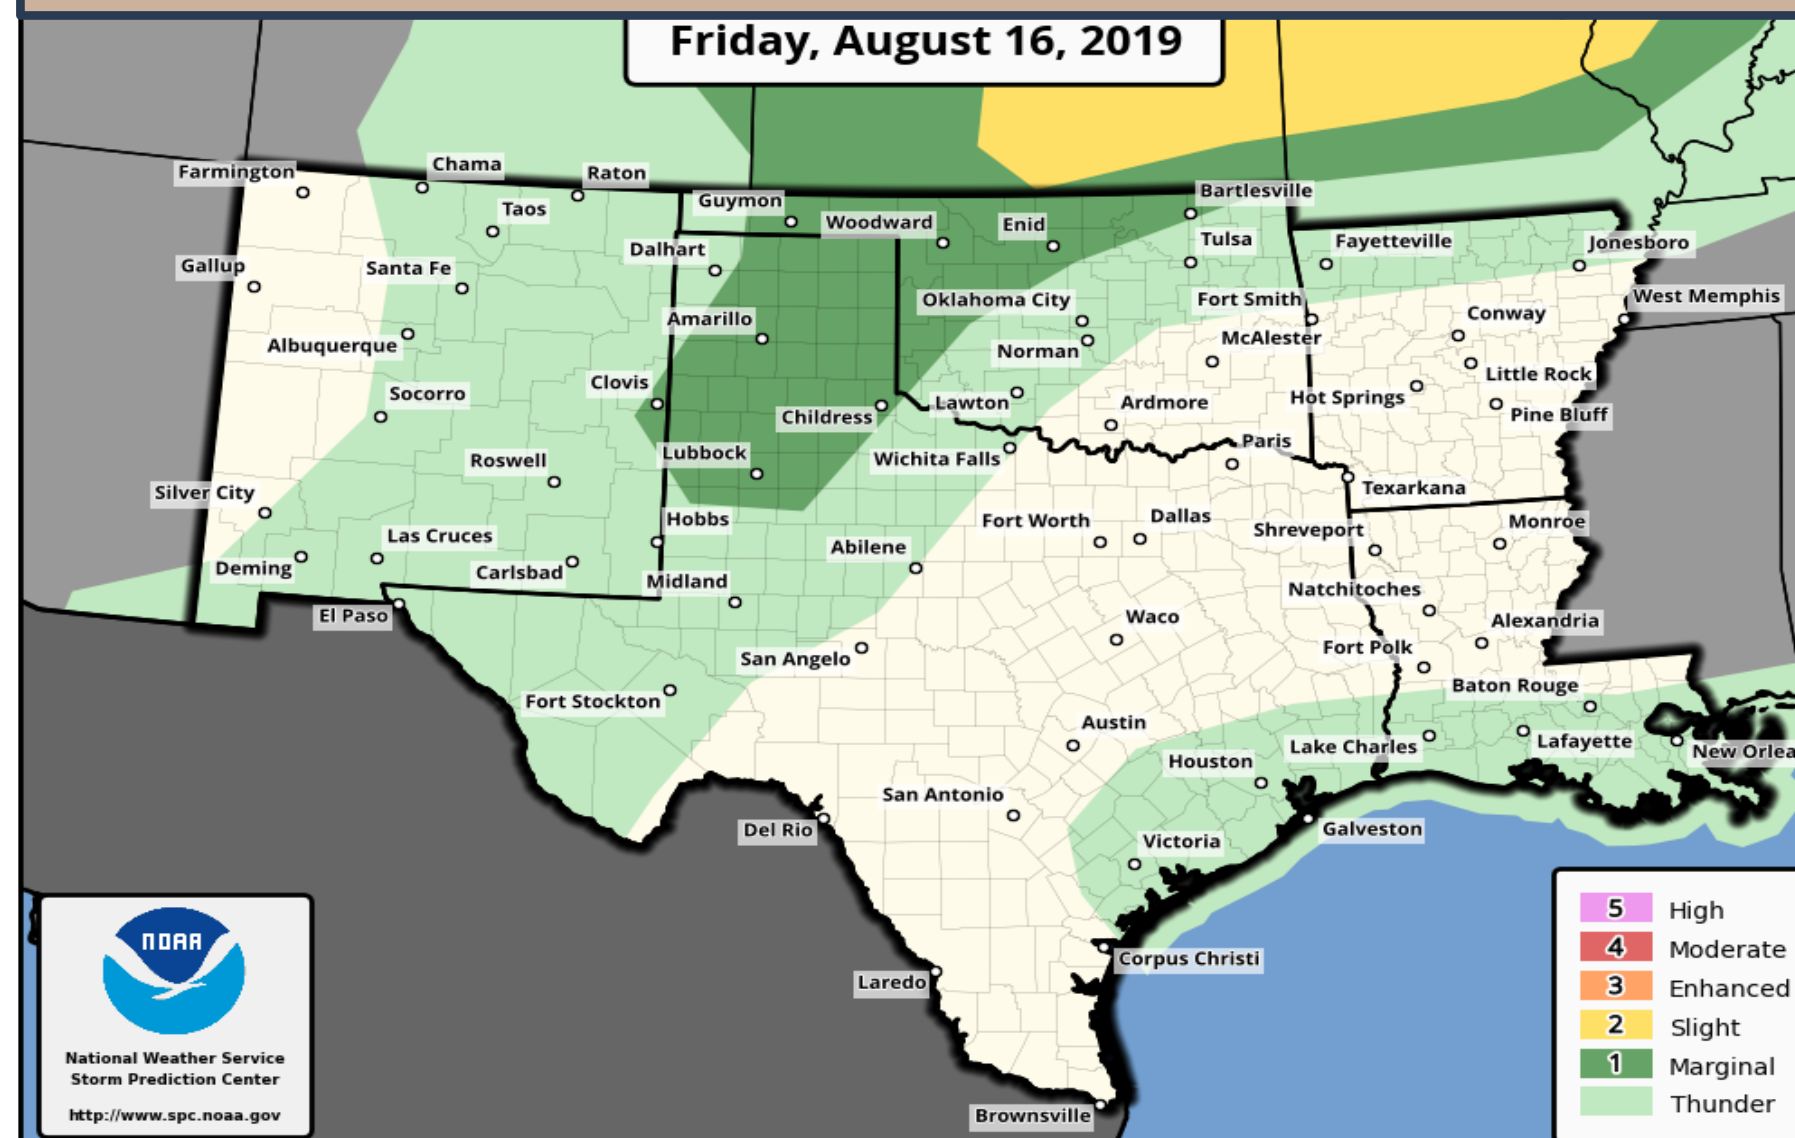 Friday, August 16, 2019
Farmington
Chama
Raton
Taos
Guymon
Woodward
Enid
Bartlesville
Gallup
Santa Fe
Dalhart
Tulsa
Fayetteville
Jonesboro
Albuquerque
Amarillo
Oklahoma City
Fort Smith
West Memphis
Norman
McAlester
Conway
Socorro
Clovis
Childress
Lawton
Ardmore
Hot Springs
Little Rock
Pine Bluff
Roswell
Lubbock
Wichita Falls
Paris
Silver City
Texarkana
Las Cruces
Hobbs
Abilene
Fort Worth
Dallas
Shreveport
Monroe
Deming
Carlsbad
Midland
Natchitoches
El Paso
San Angelo
Waco
Fort Polk
Alexandria
Fort Stockton
Austin
Baton Rouge
Houston
Lake Charles
Lafayette
New Orlea
San Antonio
Del Rio
Galveston
Victoria
Corpus Christi
Laredo
Brownsville
NOAA
National Weather Service
Storm Prediction Center
http://www.spc.noaa.gov
5 High
4 Moderate
3 Enhanced
2 Slight
1 Marginal
Thunder